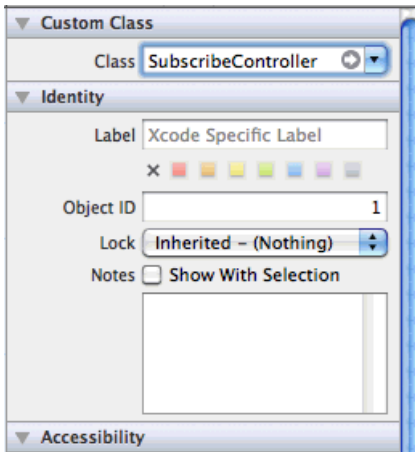 Custom Class
Class SubscribeController
Identity
Label Xcode Specific Label
Object ID 1
Lock Inherited - (Nothing)
Notes Show With Selection
Accessibility